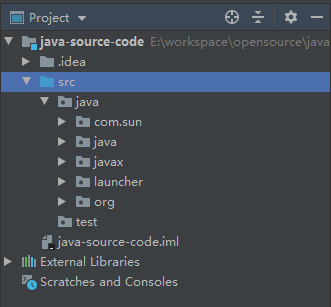 Project
java-source-code E:\workspace\opensource\java
.idea
src
java
com.sun
java
javax
launcher
org
test
java-source-code.iml
External Libraries
Scratches and Consoles